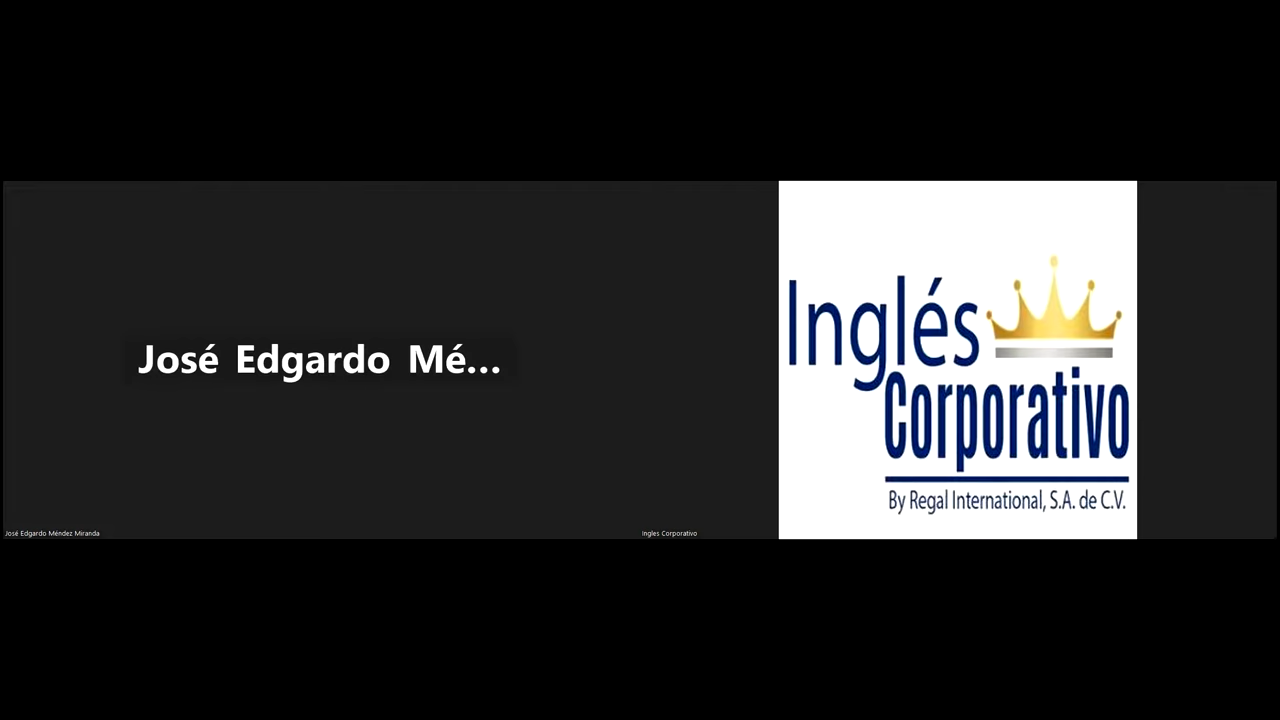 José Edgardo Mé...
José Edgardo Méndez Miranda
Inglés
Corporativo
By Regal International, S.A. de C.V.
Ingles Corporativo